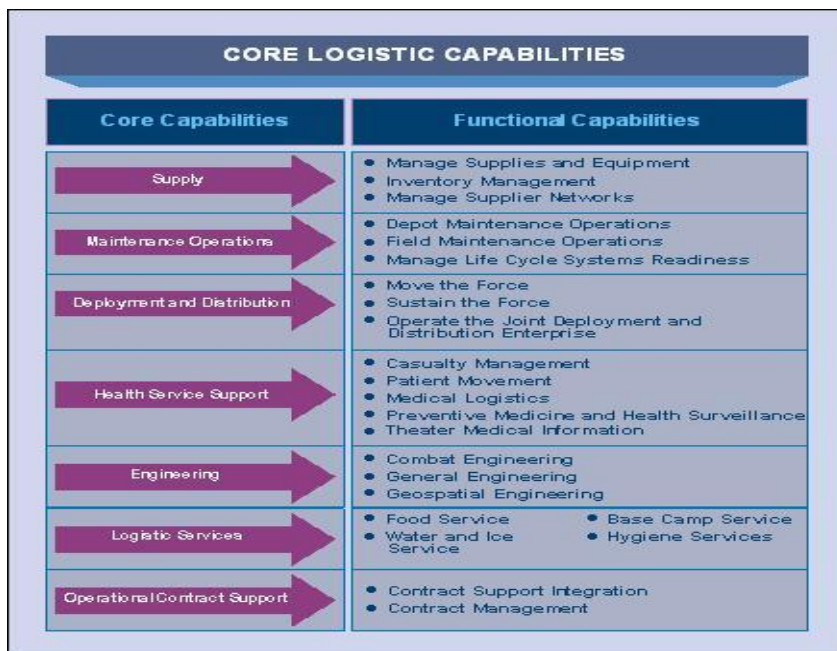 CORE LOGISTIC CAPABILITIES
Core Capabilities
Functional Capabilities
Supply
• Manage Supplies and Equipment
• Inventory Management
• Manage Supplier Networks
Maintenance Operations
• Depot Maintenance Operations
• Field Maintenance Operations
• Manage Life Cycle Systems Readiness
Deployment and Distribution
• Move the Force
• Sustain the Force
• Operate the Joint Deployment and
Distribution Enterprise
Health Service Support
• Casualty Management
• Patient Movement
• Medical Logistics
• Preventive Medicine and Health Surveillance
• Theater Medical Information
Engineering
• Combat Engineering
• General Engineering
• Geospatial Engineering
Logistic Services
• Food Service
• Water and Ice
Service
• Base Camp Service
• Hygiene Services
Operational Contract Support
• Contract Support Integration
• Contract Management